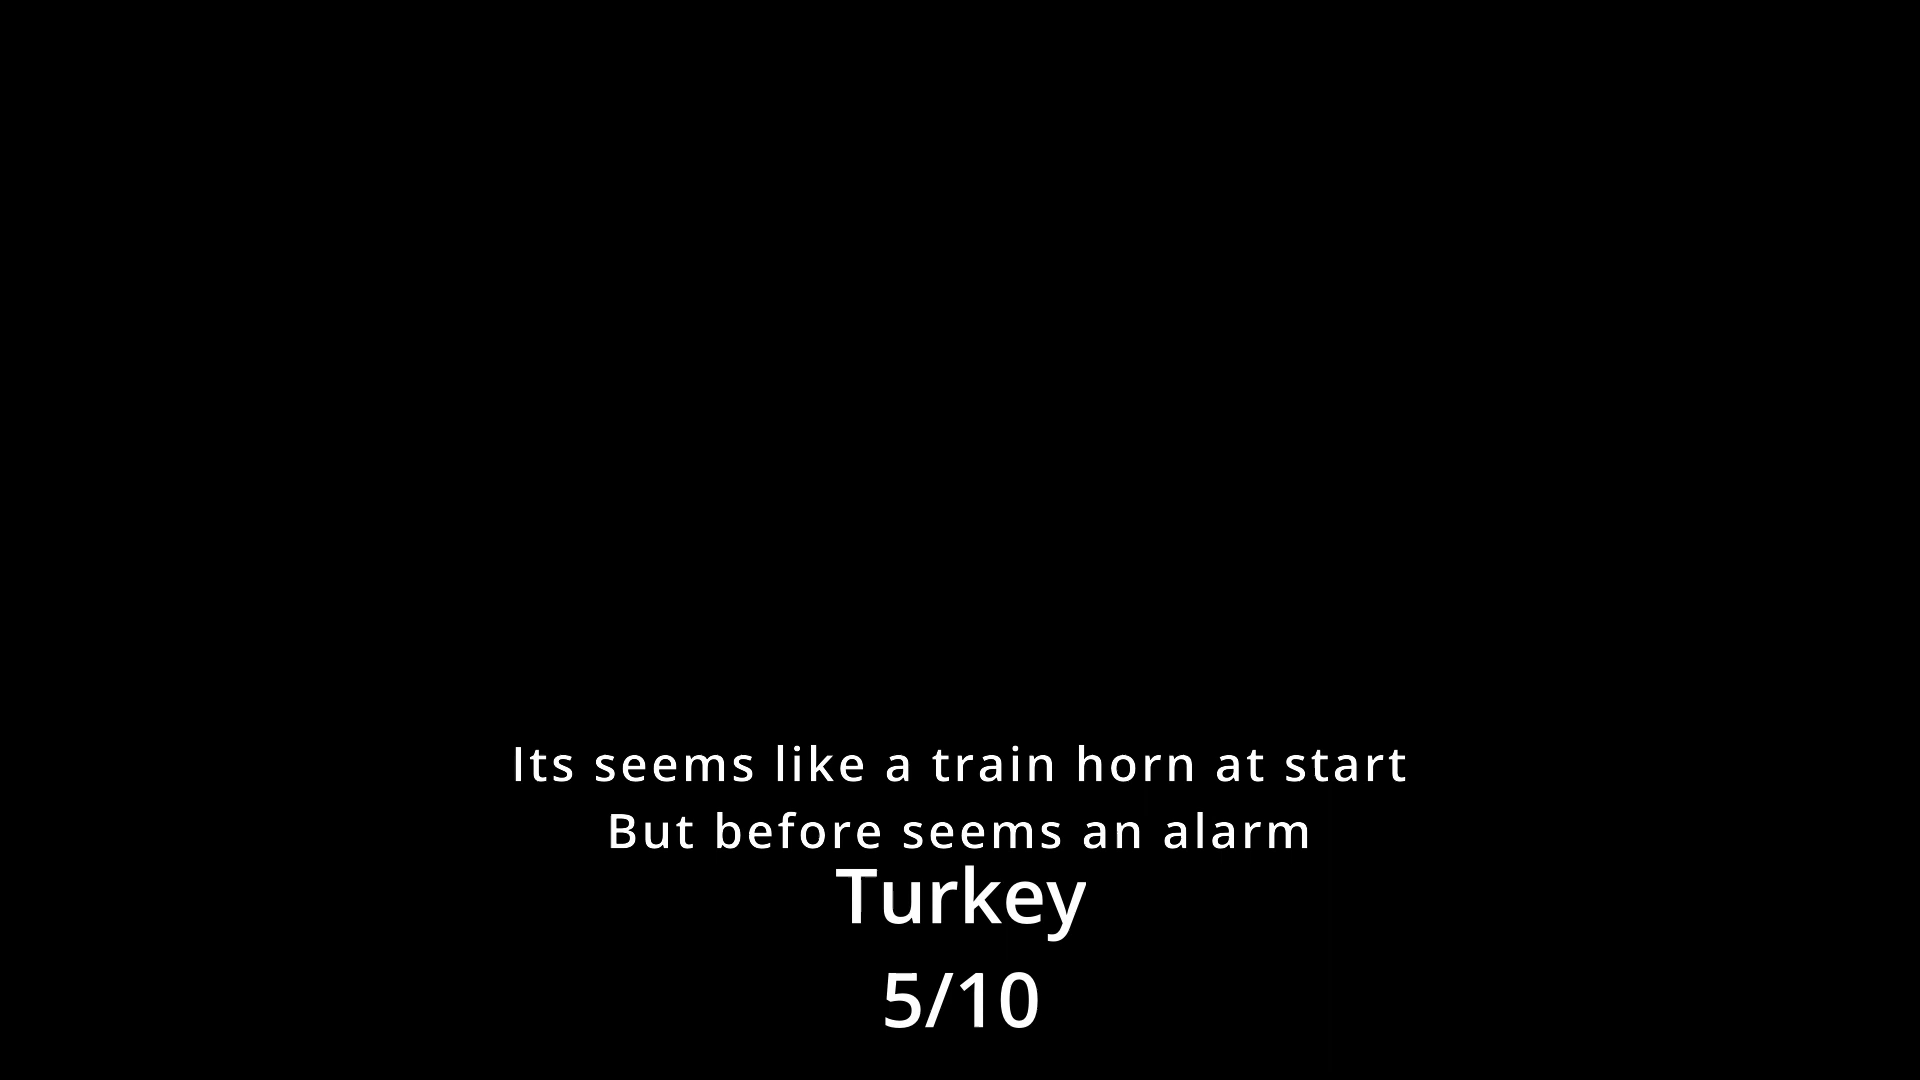 Its seems like a train horn at start
But before seems an alarm
Turkey
5/10